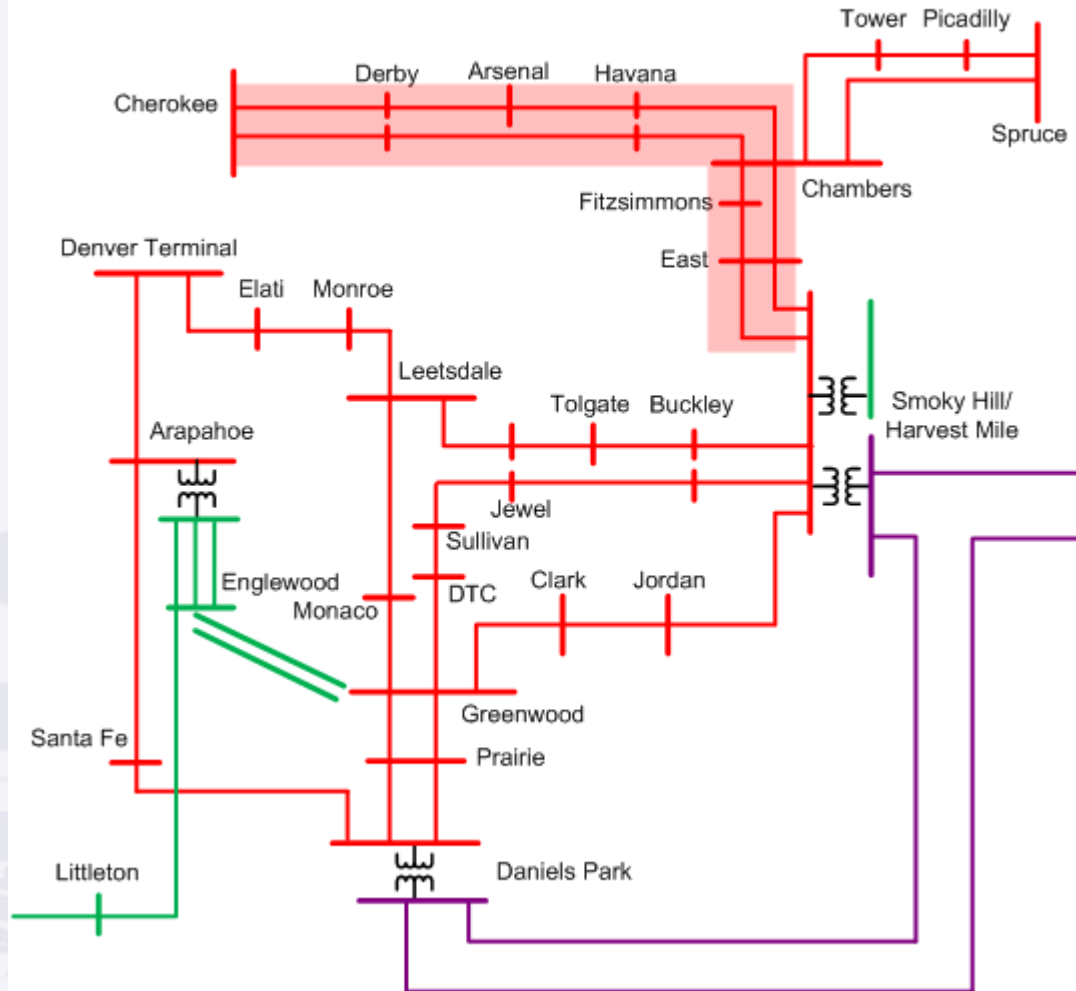 Tower
Picadilly
Derby
Arsenal
Havana
Cherokee
Spruce
Chambers
Fitzsimmons
East
Denver Terminal
Elati
Monroe
Leetsdale
Tolgate
Buckley
Smoky Hill/
Harvest Mile
Arapahoe
Jewel
Sullivan
Englewood
Monaco
DTC
Clark
Jordan
Greenwood
Santa Fe
Prairie
Littleton
Daniels Park